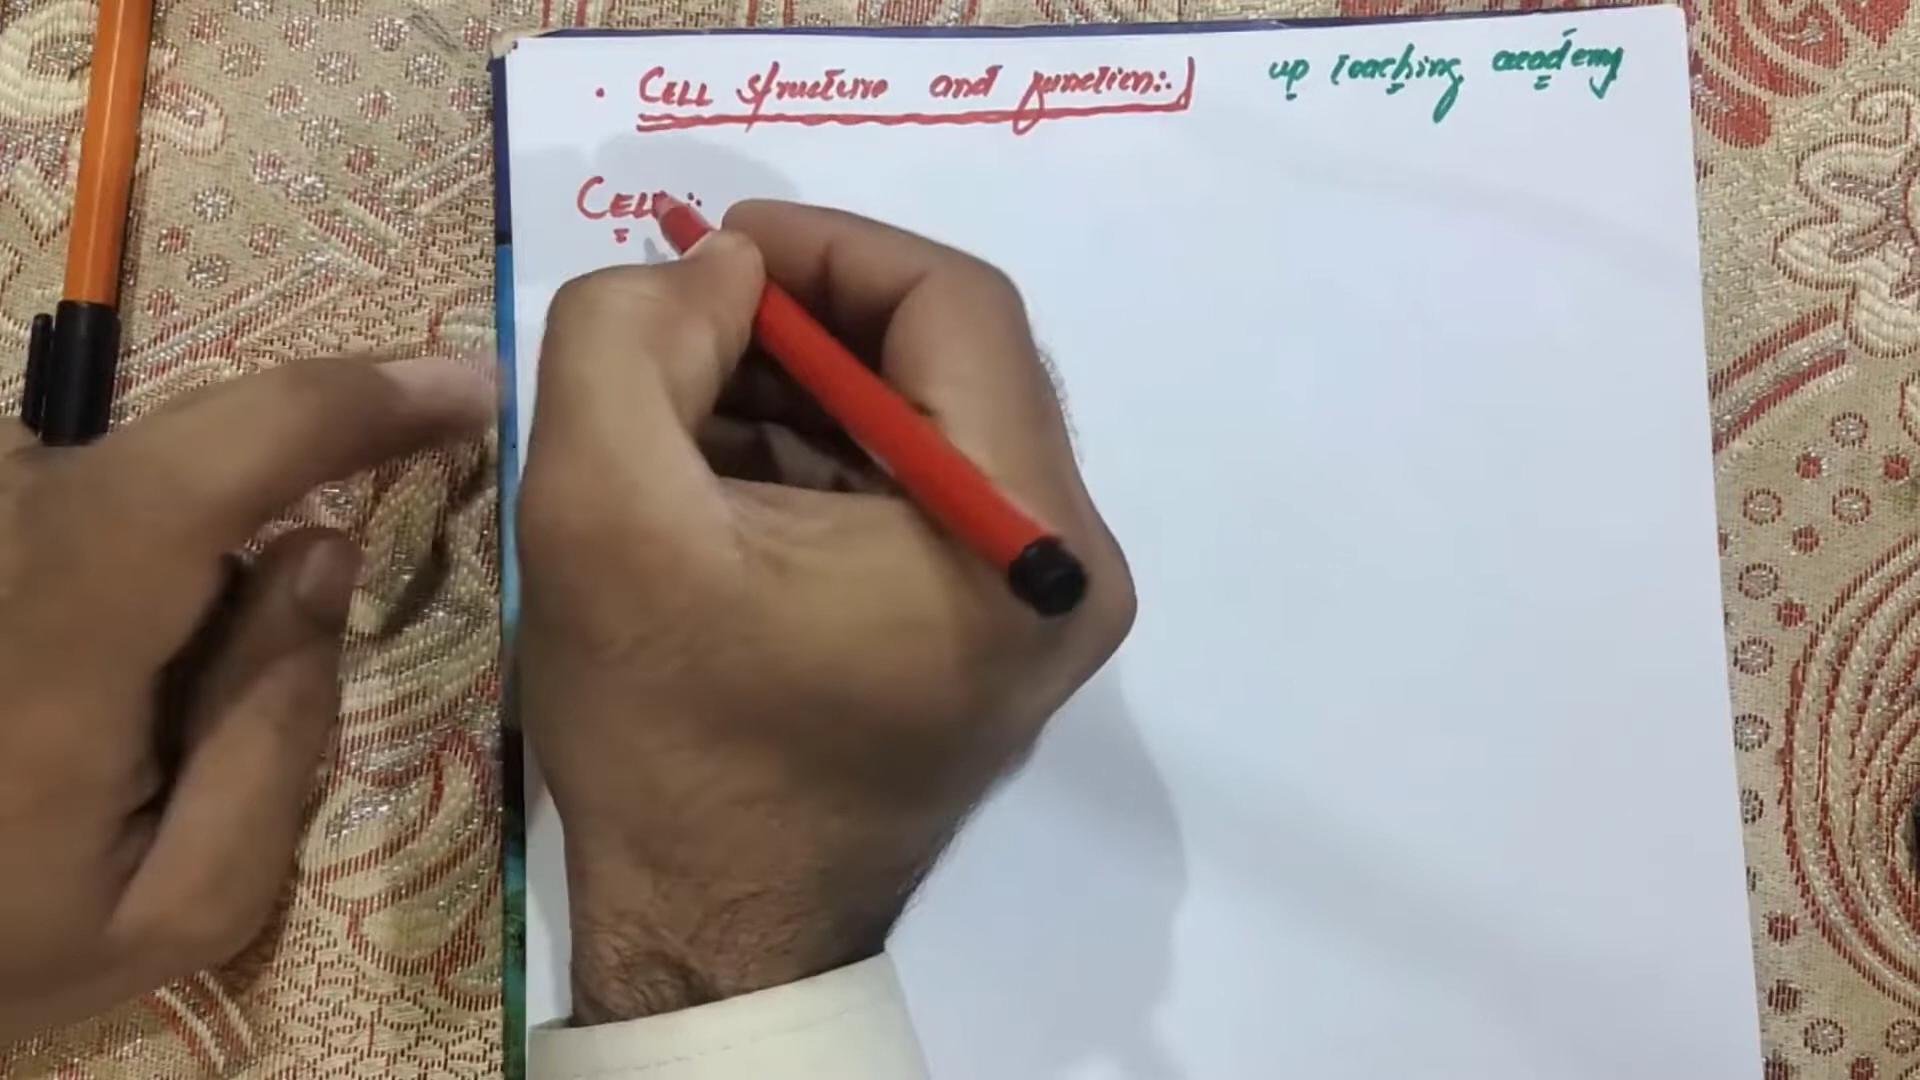 • CELL structure and function:.
up teaching academy
CELL:.